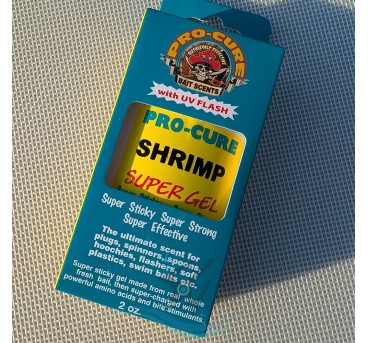 PRO-CURE
BAIT SCENTS
with UV FLASH
PRO-CURE
SHRIMP
SUPER GEL
Super Sticky Super Strong
Super Effective
The ultimate scent for
plugs, spinners, spoons,
hoochies, flashers, soft
plastics, swim baits etc.
Super sticky gel made from real whole
fresh bait, then super-charged with
powerful amino acids and bite stimulants.
2 oz.